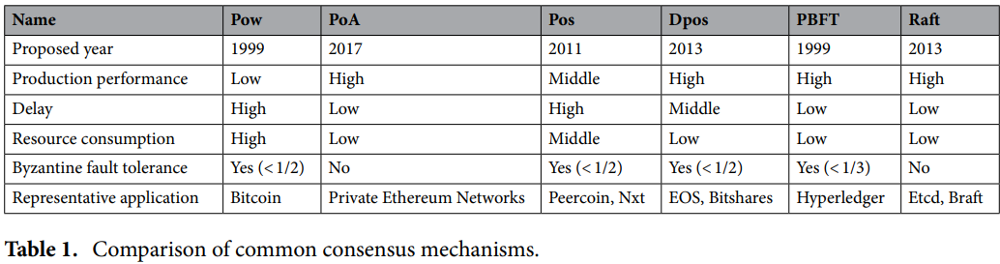 Name Pow PoA Pos Dpos PBFT Raft
Proposed year 1999 2017 2011 2013 1999 2013
Production performance Low High Middle High High High
Delay High Low High Middle Low Low
Resource consumption High Low Middle Low Low Low
Byzantine fault tolerance Yes (< 1/2) No Yes (< 1/2) Yes (< 1/2) Yes (< 1/3) No
Representative application Bitcoin Private Ethereum Networks Peercoin, Nxt EOS, Bitshares Hyperledger Etcd, Braft
Table 1. Comparison of common consensus mechanisms.